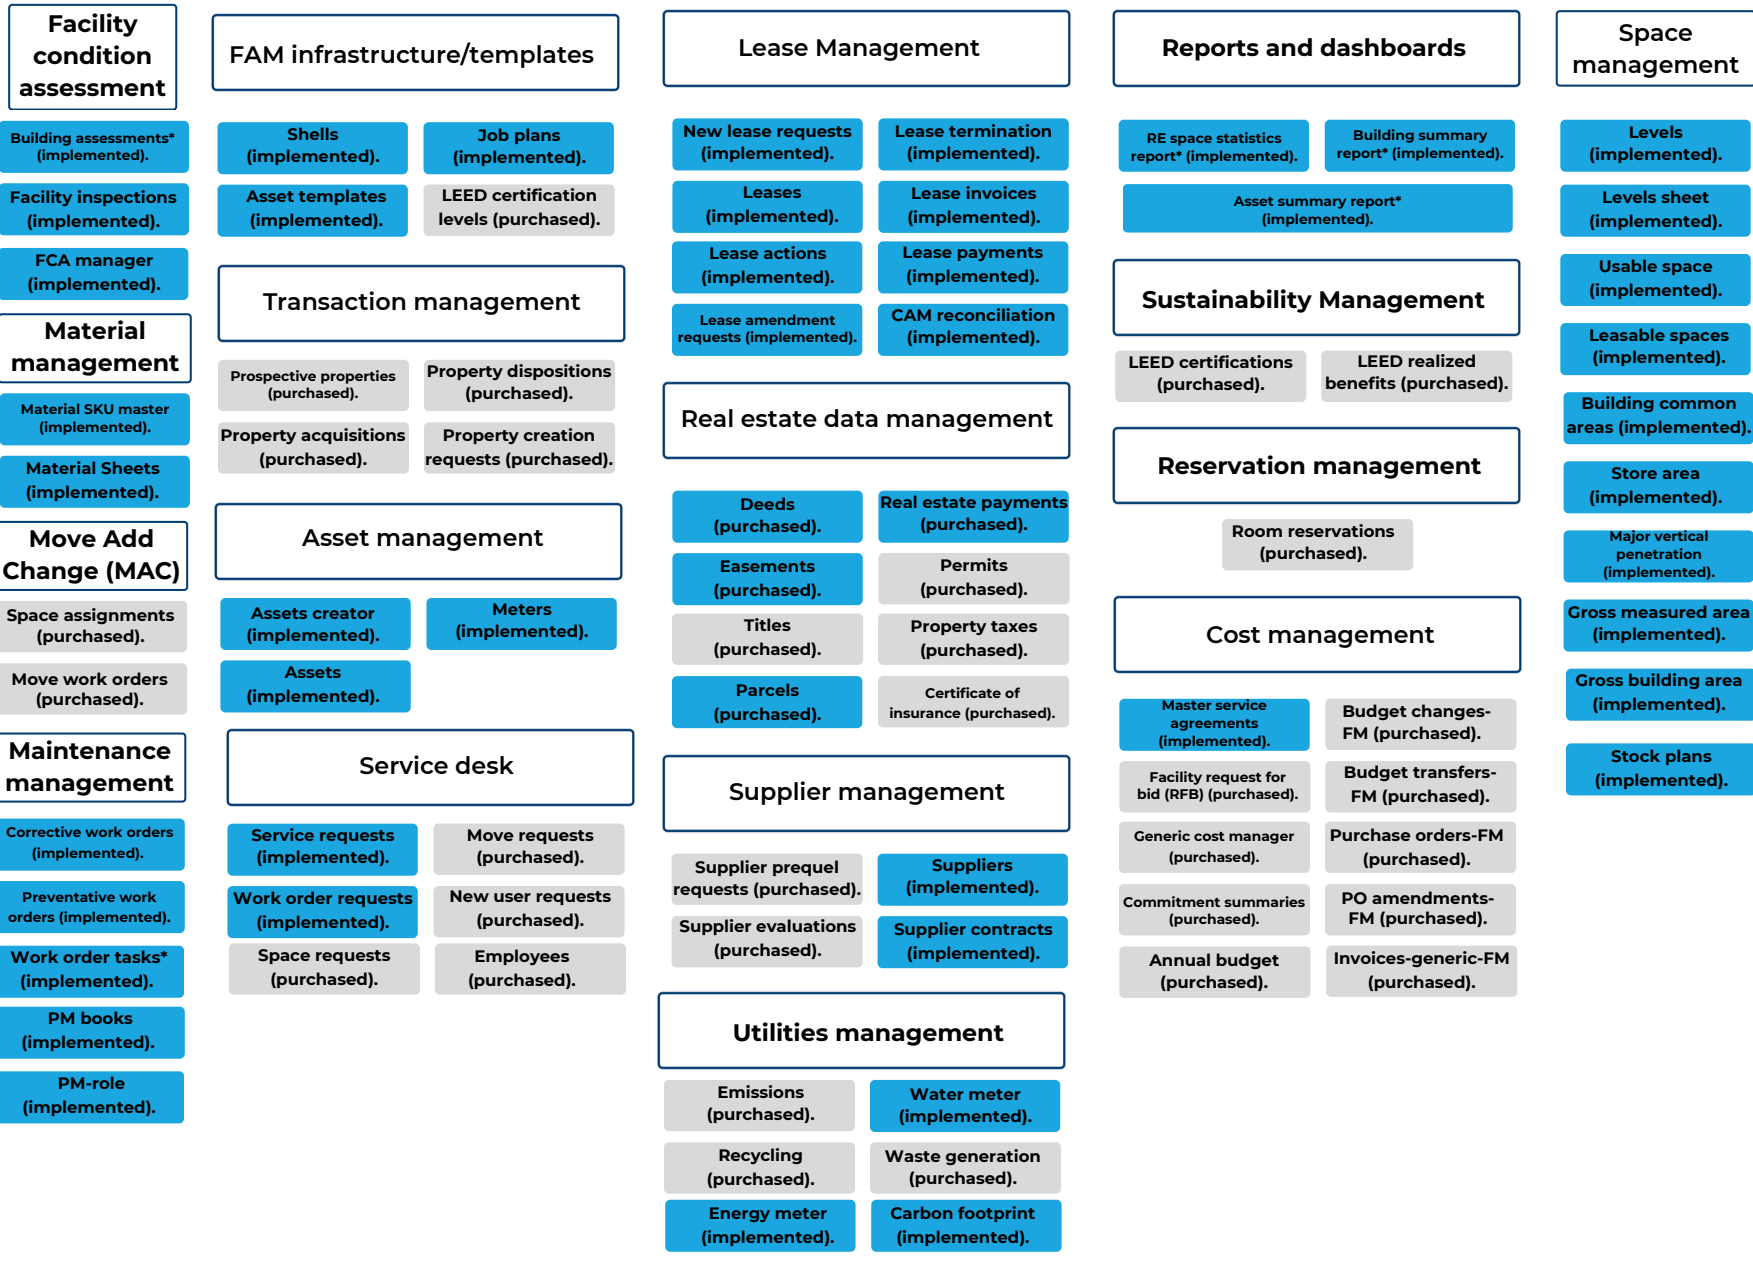 Facility
condition
assessment
Building assessments*
(implemented).
Facility inspections
(implemented).
FCA manager
(implemented).
Material
management
Material SKU master
(implemented).
Material Sheets
(implemented).
Move Add
Change (MAC)
Space assignments
(purchased).
Move work orders
(purchased).
Maintenance
management
Corrective work orders
(implemented).
Preventative work
orders (implemented).
Work order tasks*
(implemented).
PM books
(implemented).
PM-role
(implemented).
FAM infrastructure/templates
Shells
(implemented).
Job plans
(implemented).
Asset templates
(implemented).
LEED certification
levels (purchased).
Transaction management
Prospective properties
(purchased).
Property dispositions
(purchased).
Property acquisitions
(purchased).
Property creation
requests (purchased).
Asset management
Assets creator
(implemented).
Meters
(implemented).
Assets
(implemented).
Service desk
Service requests
(implemented).
Move requests
(purchased).
Work order requests
(implemented).
New user requests
(purchased).
Space requests
(purchased).
Employees
(purchased).
Lease Management
New lease requests
(implemented).
Lease termination
(implemented).
Leases
(implemented).
Lease invoices
(implemented).
Lease actions
(implemented).
Lease payments
(implemented).
Lease amendment
requests (implemented).
CAM reconciliation
(implemented).
Real estate data management
Deeds
(purchased).
Real estate payments
(purchased).
Easements
(purchased).
Permits
(purchased).
Titles
(purchased).
Property taxes
(purchased).
Parcels
(purchased).
Certificate of
insurance (purchased).
Supplier management
Supplier prequel
requests (purchased).
Suppliers
(implemented).
Supplier evaluations
(purchased).
Supplier contracts
(implemented).
Utilities management
Emissions
(purchased).
Water meter
(implemented).
Recycling
(purchased).
Waste generation
(purchased).
Energy meter
(implemented).
Carbon footprint
(implemented).
Reports and dashboards
RE space statistics
report* (implemented).
Building summary
report* (implemented).
Asset summary report*
(implemented).
Sustainability Management
LEED certifications
(purchased).
LEED realized
benefits (purchased).
Reservation management
Room reservations
(purchased).
Cost management
Master service
agreements
(implemented).
Budget changes-
FM (purchased).
Facility request for
bid (RFB) (purchased).
Budget transfers-
FM (purchased).
Generic cost manager
(purchased).
Purchase orders-FM
(purchased).
Commitment summaries
(purchased).
PO amendments-
FM (purchased).
Annual budget
(purchased).
Invoices-generic-FM
(purchased).
Space
management
Levels
(implemented).
Levels sheet
(implemented).
Usable space
(implemented).
Leasable spaces
(implemented).
Building common
areas (implemented).
Store area
(implemented).
Major vertical
penetration
(implemented).
Gross measured area
(implemented).
Gross building area
(implemented).
Stock plans
(implemented).